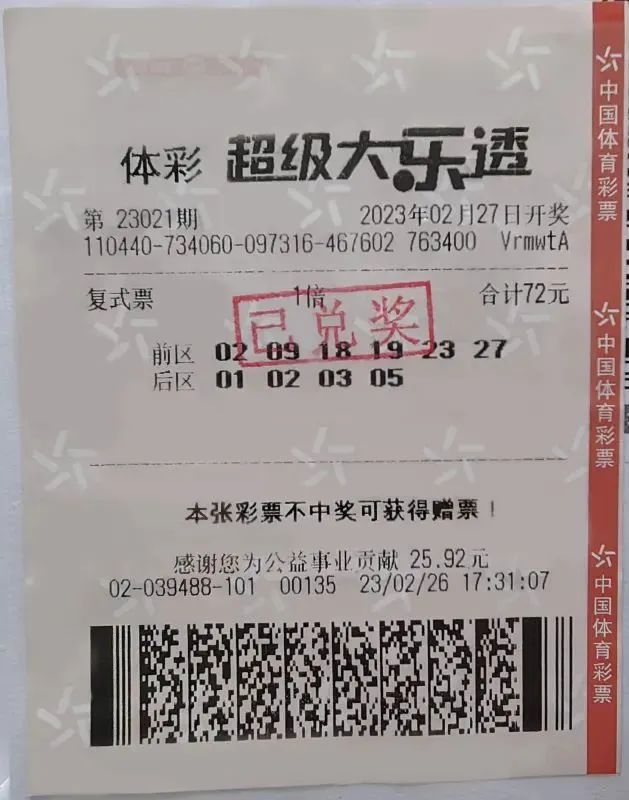 体彩 超级大乐透
第 23021期 2023年02月27日开奖
110440-734060-097316-467602 763400 VrmwtA
复式票 1倍 合计72元
已兑奖
前区 02 09 18 19 23 27
后区 01 02 03 05
本张彩票不中奖可获得赠票！
感谢您为公益事业贡献 25.92元
02-039488-101 00135 23/02/26 17:31:07
中国体育彩票
中国体育彩票
中国体育彩票